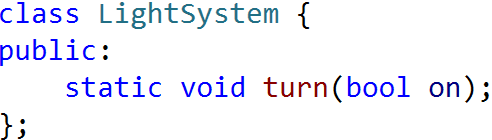 class LightSystem {
public:
    static void turn(bool on);
};